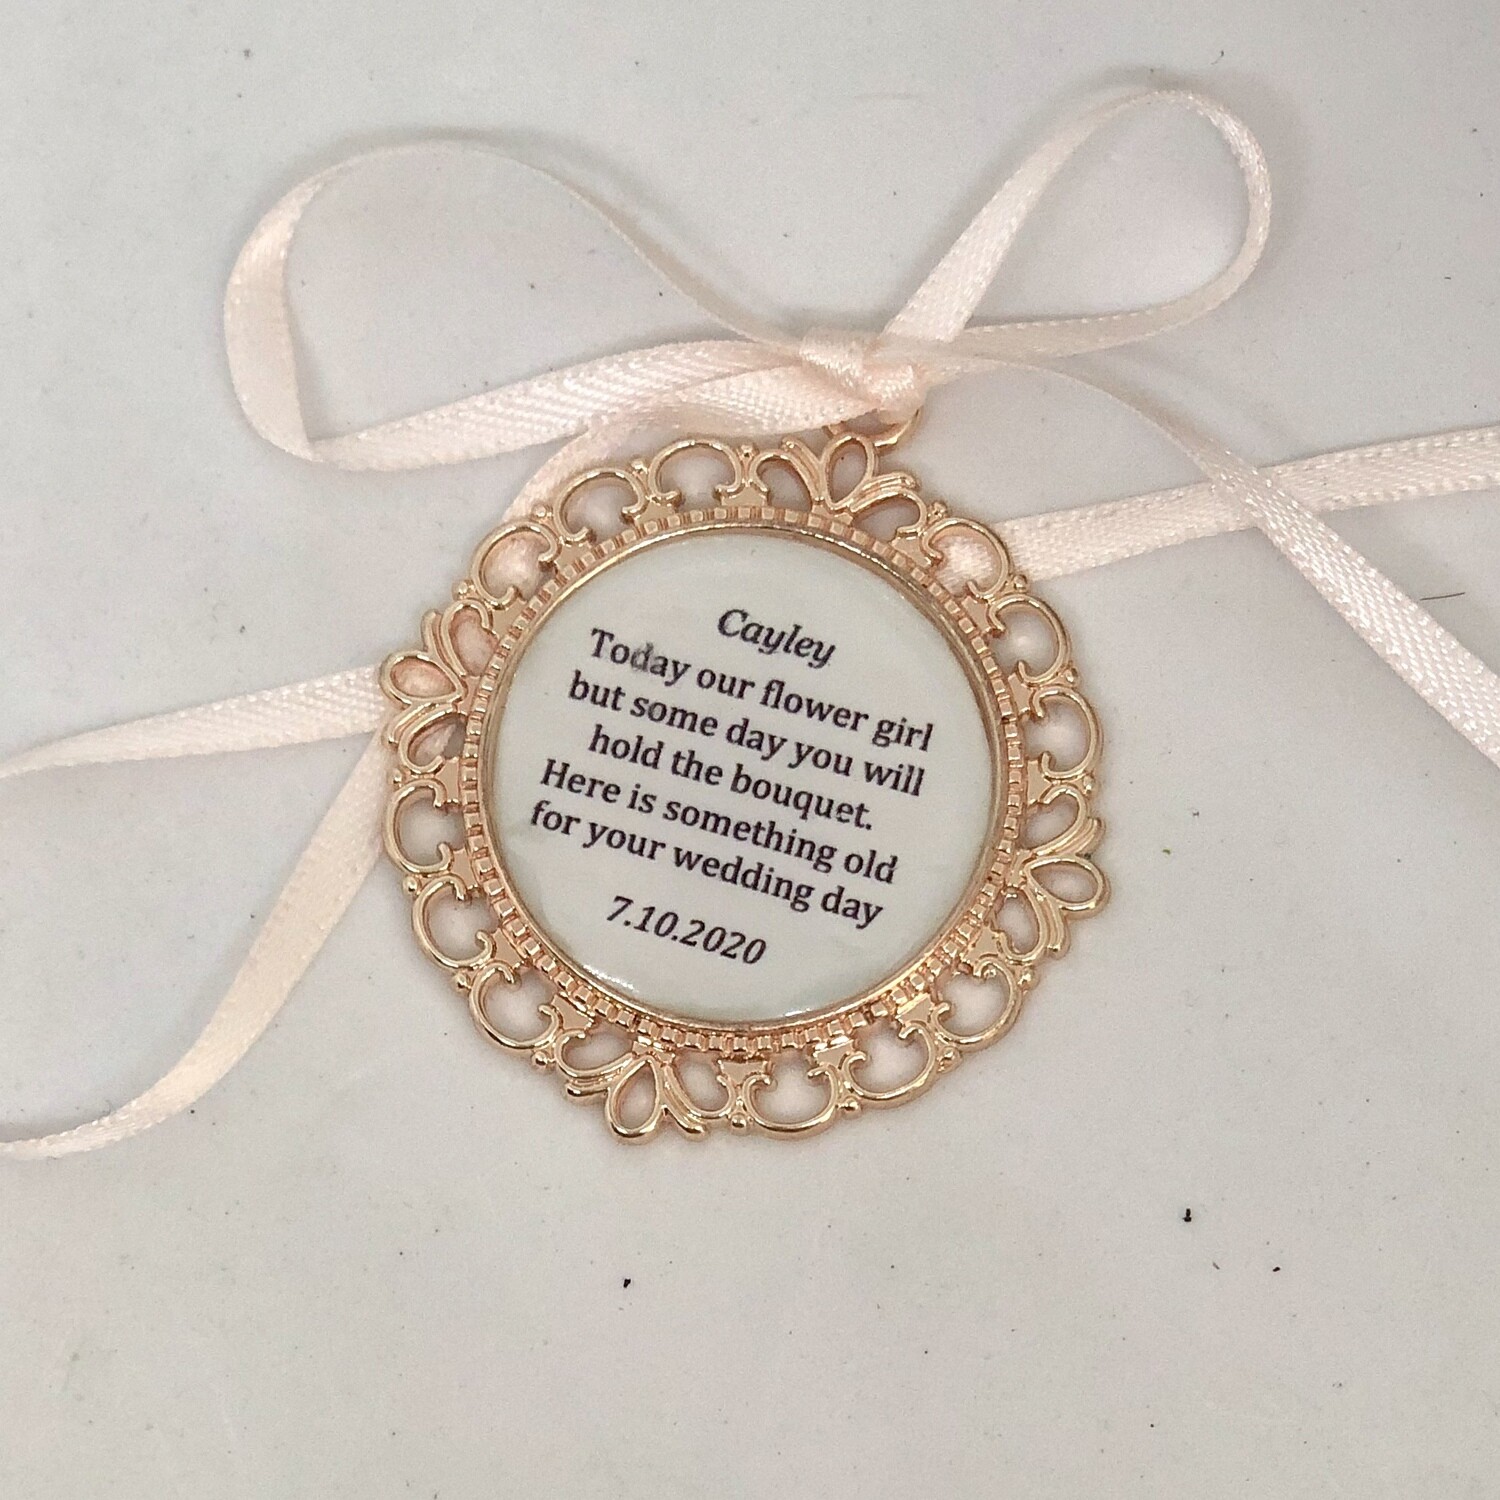 Cayley
Today our flower girl
but some day you will
hold the bouquet.
Here is something old
for your wedding day
7.10.2020